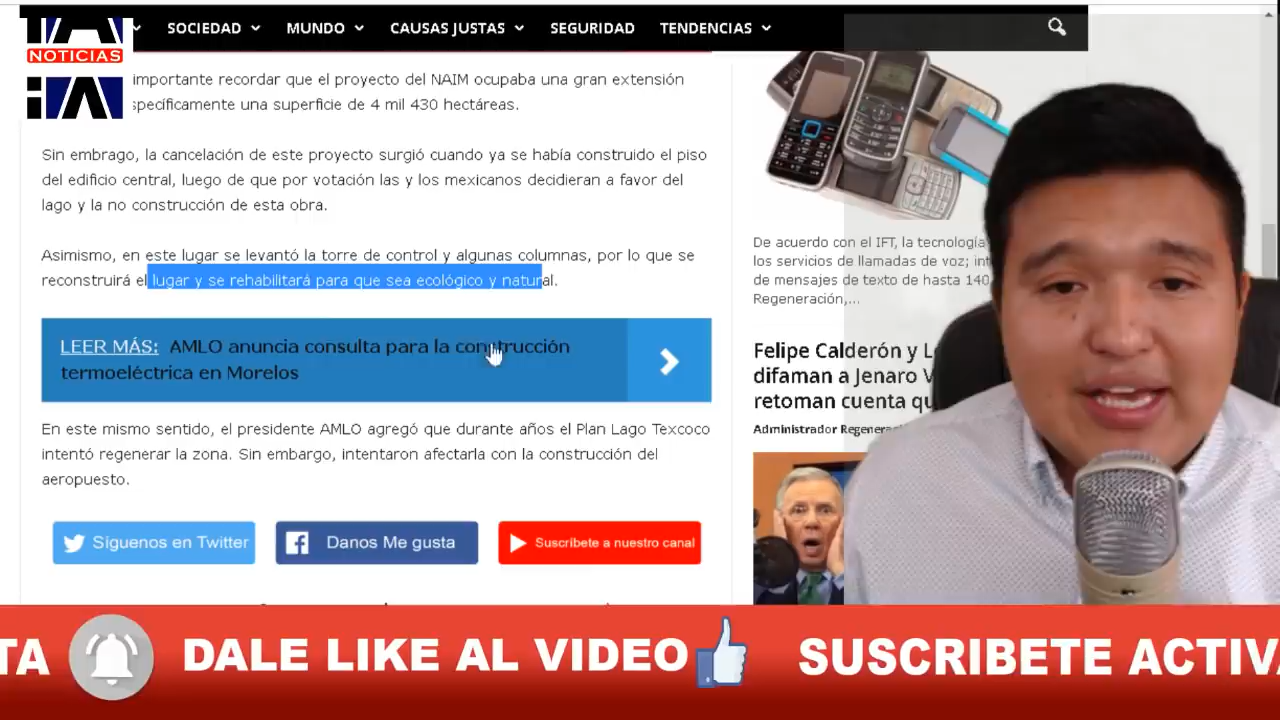 NOTICIAS
SOCIEDAD MUNDO CAUSAS JUSTAS SEGURIDAD TENDENCIAS
importante recordar que el proyecto del NAIM ocupaba una gran extensión
specíficamente una superficie de 4 mil 430 hectáreas.
Sin embrago, la cancelación de este proyecto surgió cuando ya se había construido el piso
del edificio central, luego de que por votación las y los mexicanos decidieran a favor del
lago y la no construcción de esta obra.
Asimismo, en este lugar se levantó la torre de control y algunas columnas, por lo que se
reconstruirá el lugar y se rehabilitará para que sea ecológico y natural.
LEER MÁS: AMLO anuncia consulta para la construcción
termoeléctrica en Morelos
En este mismo sentido, el presidente AMLO agregó que durante años el Plan Lago Texcoco
intentó regenerar la zona. Sin embargo, intentaron afectarla con la construcción del
aeropuesto.
Síguenos en Twitter
Danos Me gusta
Suscríbete a nuestro canal
De acuerdo con el IFT, la tecnología
los servicios de llamadas de voz;
de mensajes de texto de hasta 140
Regeneración,...
Felipe Calderón y
difaman a Jenaro
retoman cuenta
Administrador
TA DALE LIKE AL VIDEO SUSCRIBETE ACTIVA